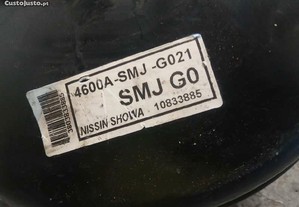 CustoJusto.pt
4600A-SMJ -G021
SMJ G0
NISSIN SHOWA 10833885